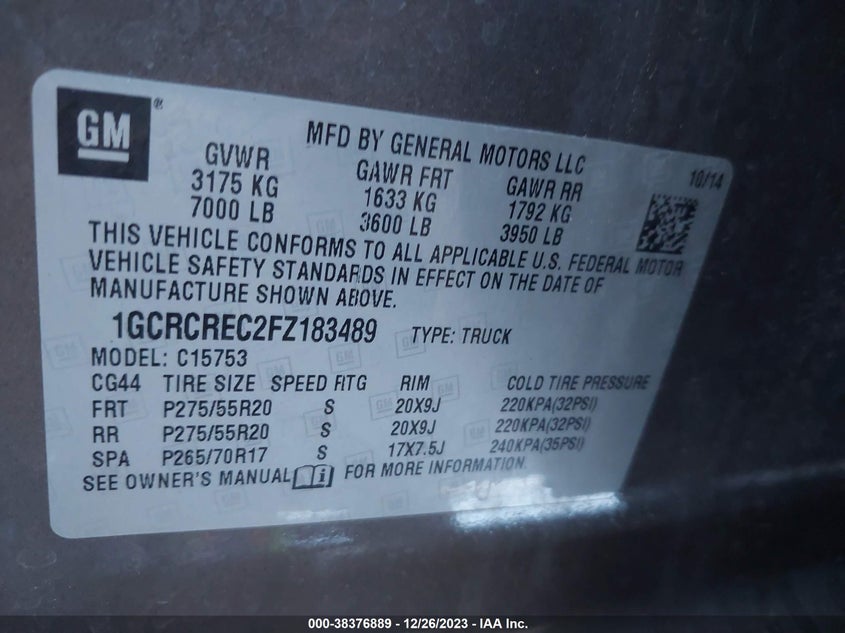 GM ®
MFD BY GENERAL MOTORS LLC
10/14
GVWR GAWR FRT GAWR RR
3175 KG 1633 KG 1792 KG
7000 LB 3600 LB 3950 LB
THIS VEHICLE CONFORMS TO ALL APPLICABLE U.S. FEDERAL MOTOR
VEHICLE SAFETY STANDARDS IN EFFECT ON THE DATE OF
MANUFACTURE SHOWN ABOVE.
1GCRCREC2FZ183489 TYPE: TRUCK
MODEL: C15753
CG44 TIRE SIZE SPEED RTG RIM COLD TIRE PRESSURE
FRT P275/55R20 S 20X9J 220KPA(32PSI)
RR P275/55R20 S 20X9J 220KPA(32PSI)
SPA P265/70R17 S 17X7.5J 240KPA(35PSI)
SEE OWNER'S MANUAL i FOR MORE INFORMATION.
000-38376889 - 12/26/2023 - IAA Inc.